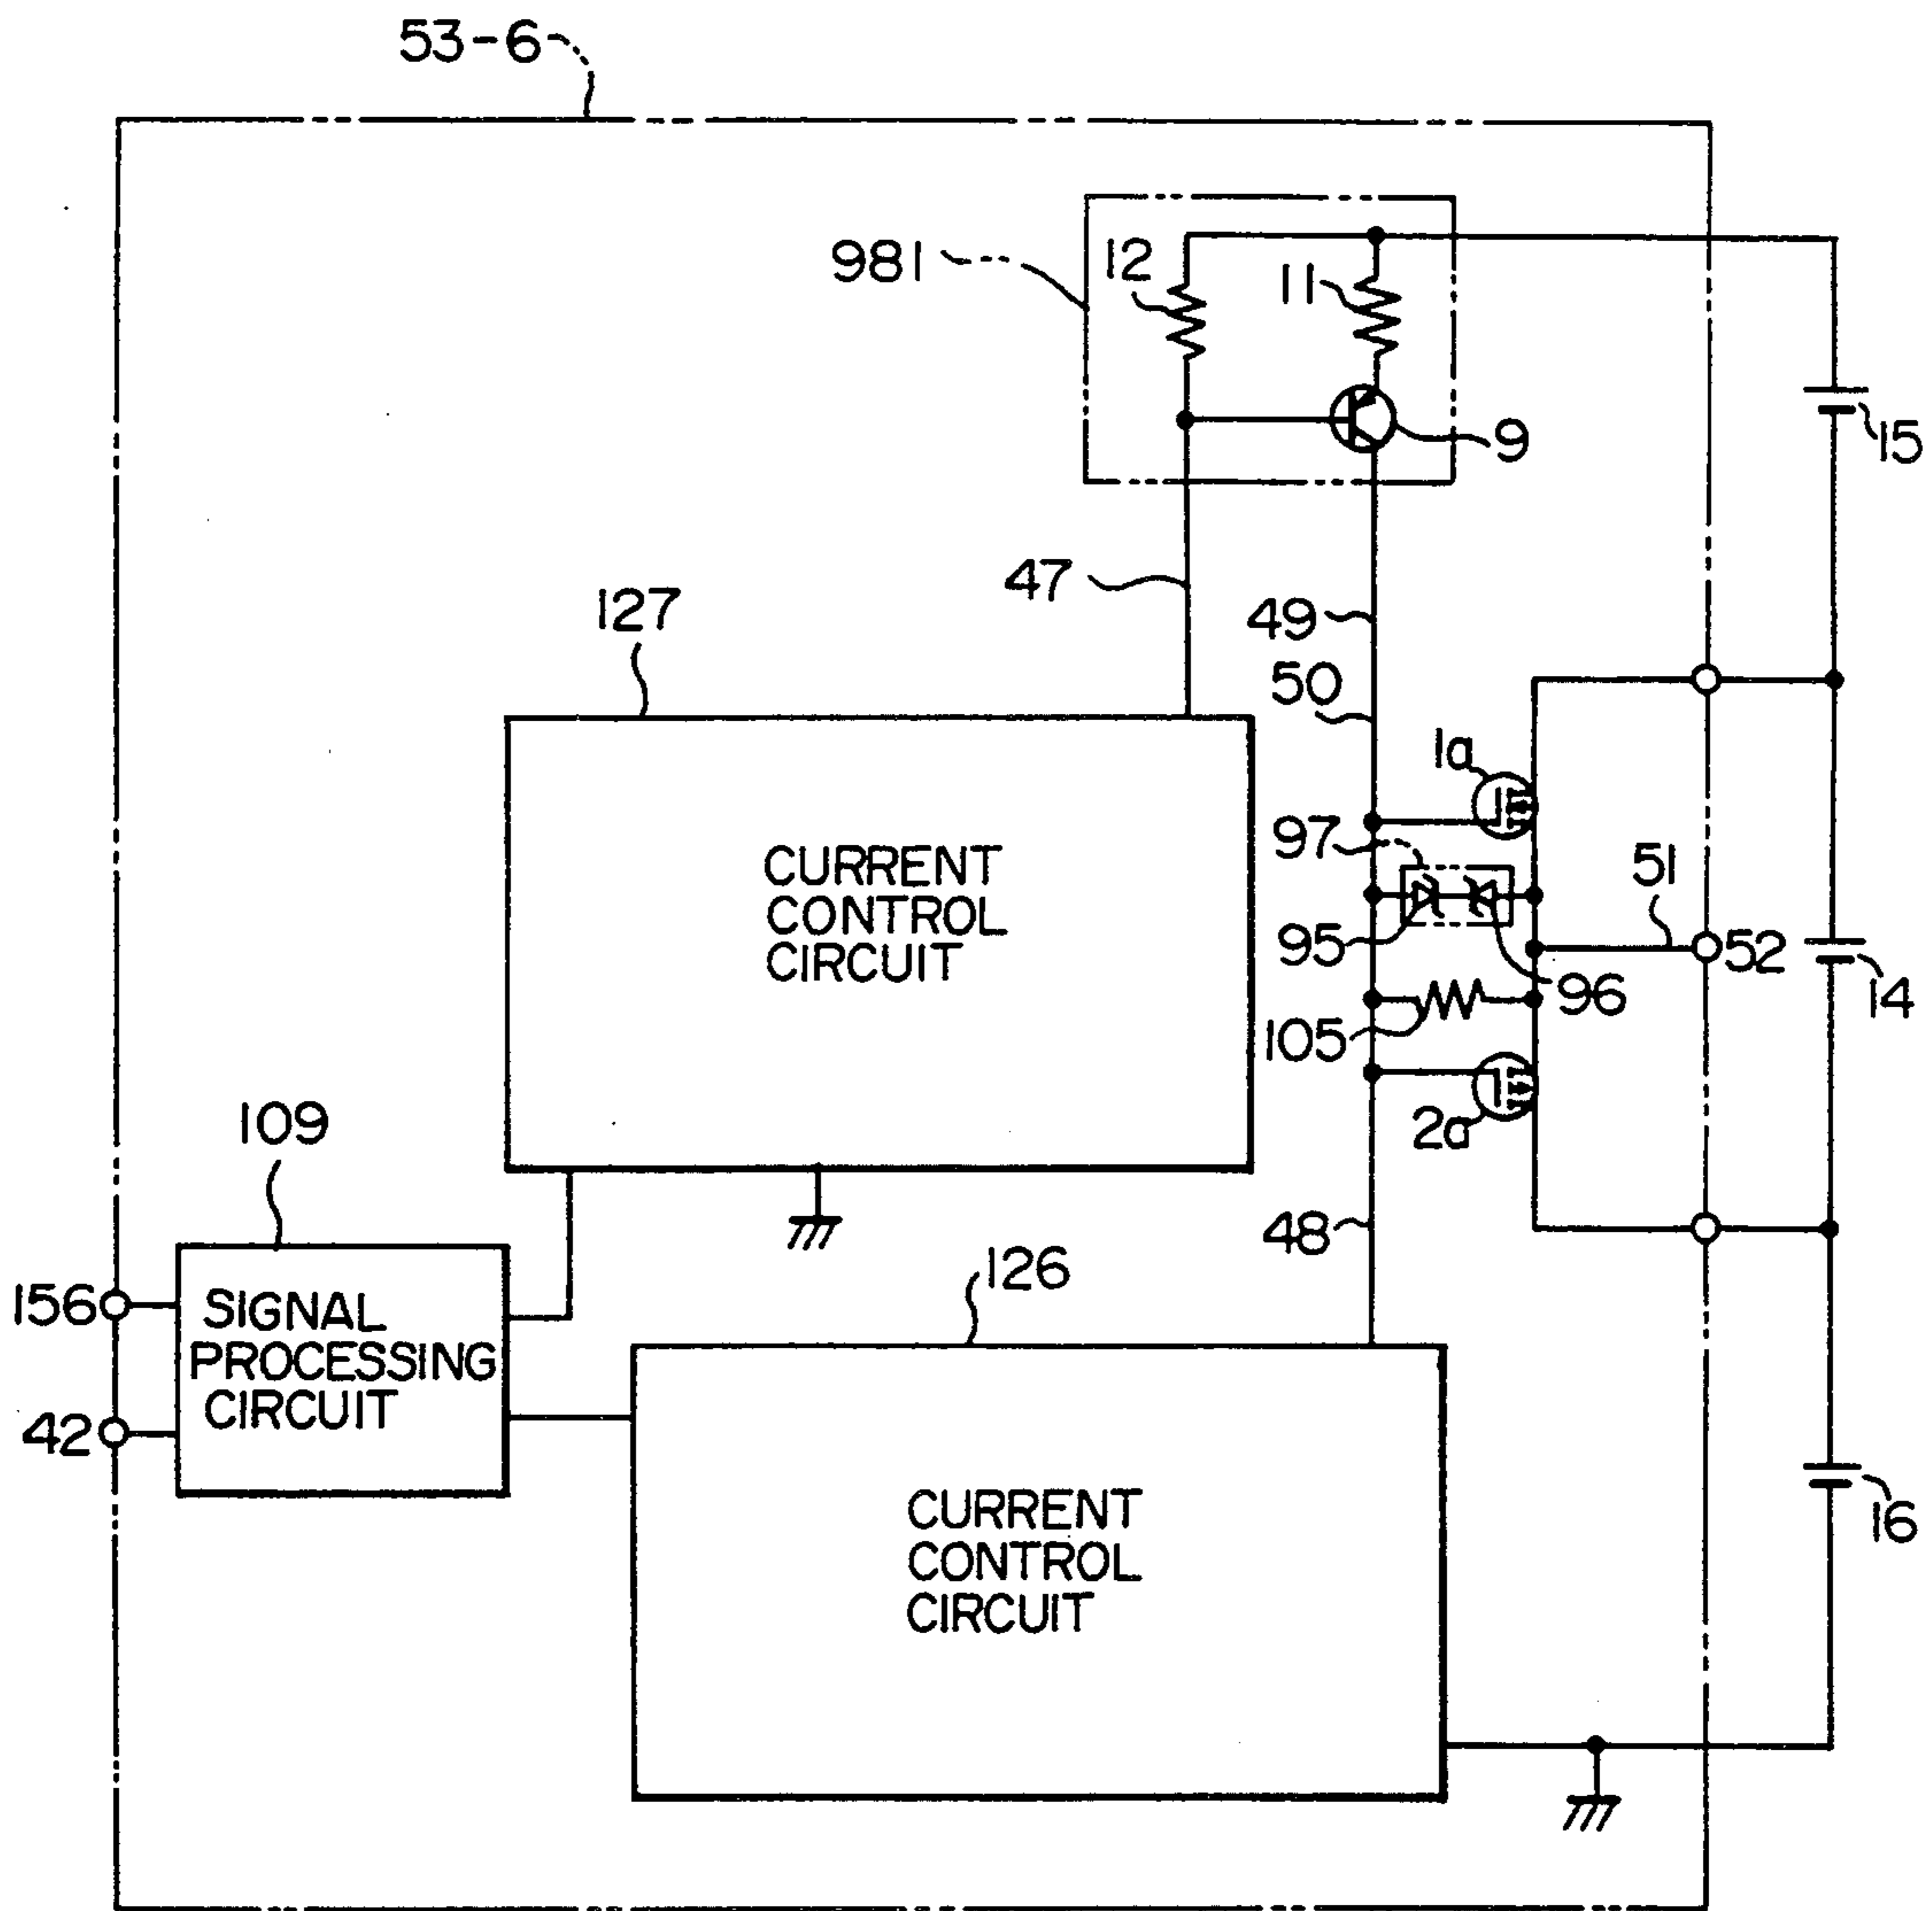 53-6
981
12
11
9
15
47
49
127
50
1a
97
CURRENT
CONTROL
CIRCUIT
51
95
52
96
14
105
2a
109
48
126
156
SIGNAL
PROCESSING
CIRCUIT
42
CURRENT
CONTROL
CIRCUIT
16